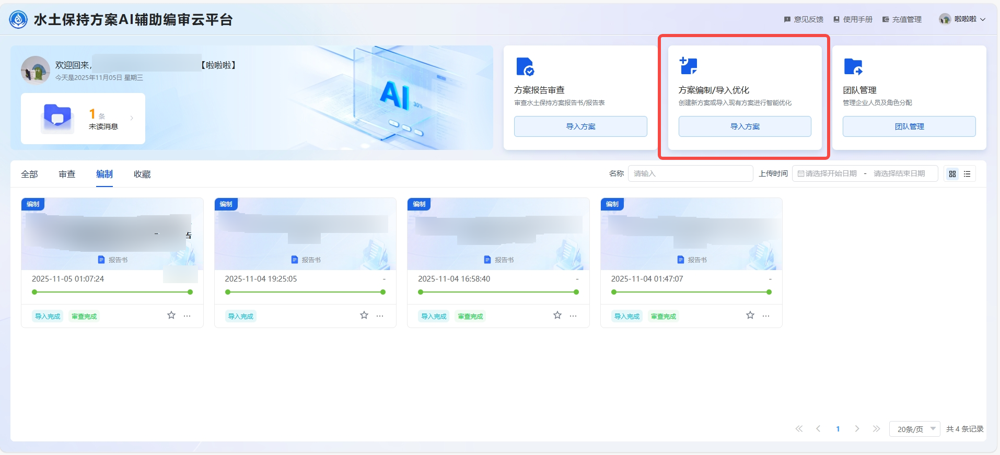 水土保持方案AI辅助编审云平台
意见反馈
使用手册
充值管理
啦啦啦
欢迎回来,
【啦啦啦】
今天是2025年11月05日 星期三
1 条
未读消息
AI
30%
方案报告审查
审查水土保持方案报告书/报告表
导入方案
方案编制/导入优化
创建新方案或导入现有方案进行智能优化
导入方案
团队管理
管理企业人员及角色分配
团队管理
全部
审查
编制
收藏
名称
请输入
上传时间
请选择开始日期 - 请选择结束日期
编制
告
报告书
2025-11-05 01:07:24
导入完成
审查完成
...
编制
报告书
2025-11-04 19:25:05
-
导入完成
...
编制
报告书
2025-11-04 16:58:40
-
导入完成
审查完成
...
编制
报告书
2025-11-04 01:47:07
-
导入完成
审查完成
...
1
20条/页
共 4 条记录